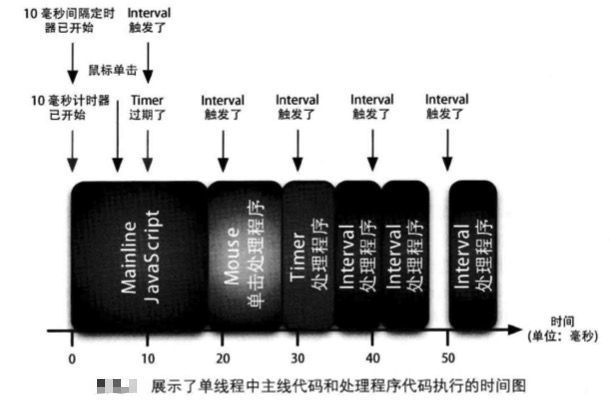 10 毫秒间隔定时
器已开始
Interval
触发了
鼠标单击
10 毫秒计时器
已开始
Timer
过期了
Interval
触发了
Interval
触发了
Interval
触发了
Interval
触发了
Mainline
JavaScript
Mouse
单击处理程序
Timer
处理程序
Interval
处理程序
Interval
处理程序
Interval
处理程序
时间
(单位：毫秒)
0
10
20
30
40
50
展示了单线程中主线代码和处理程序代码执行的时间图